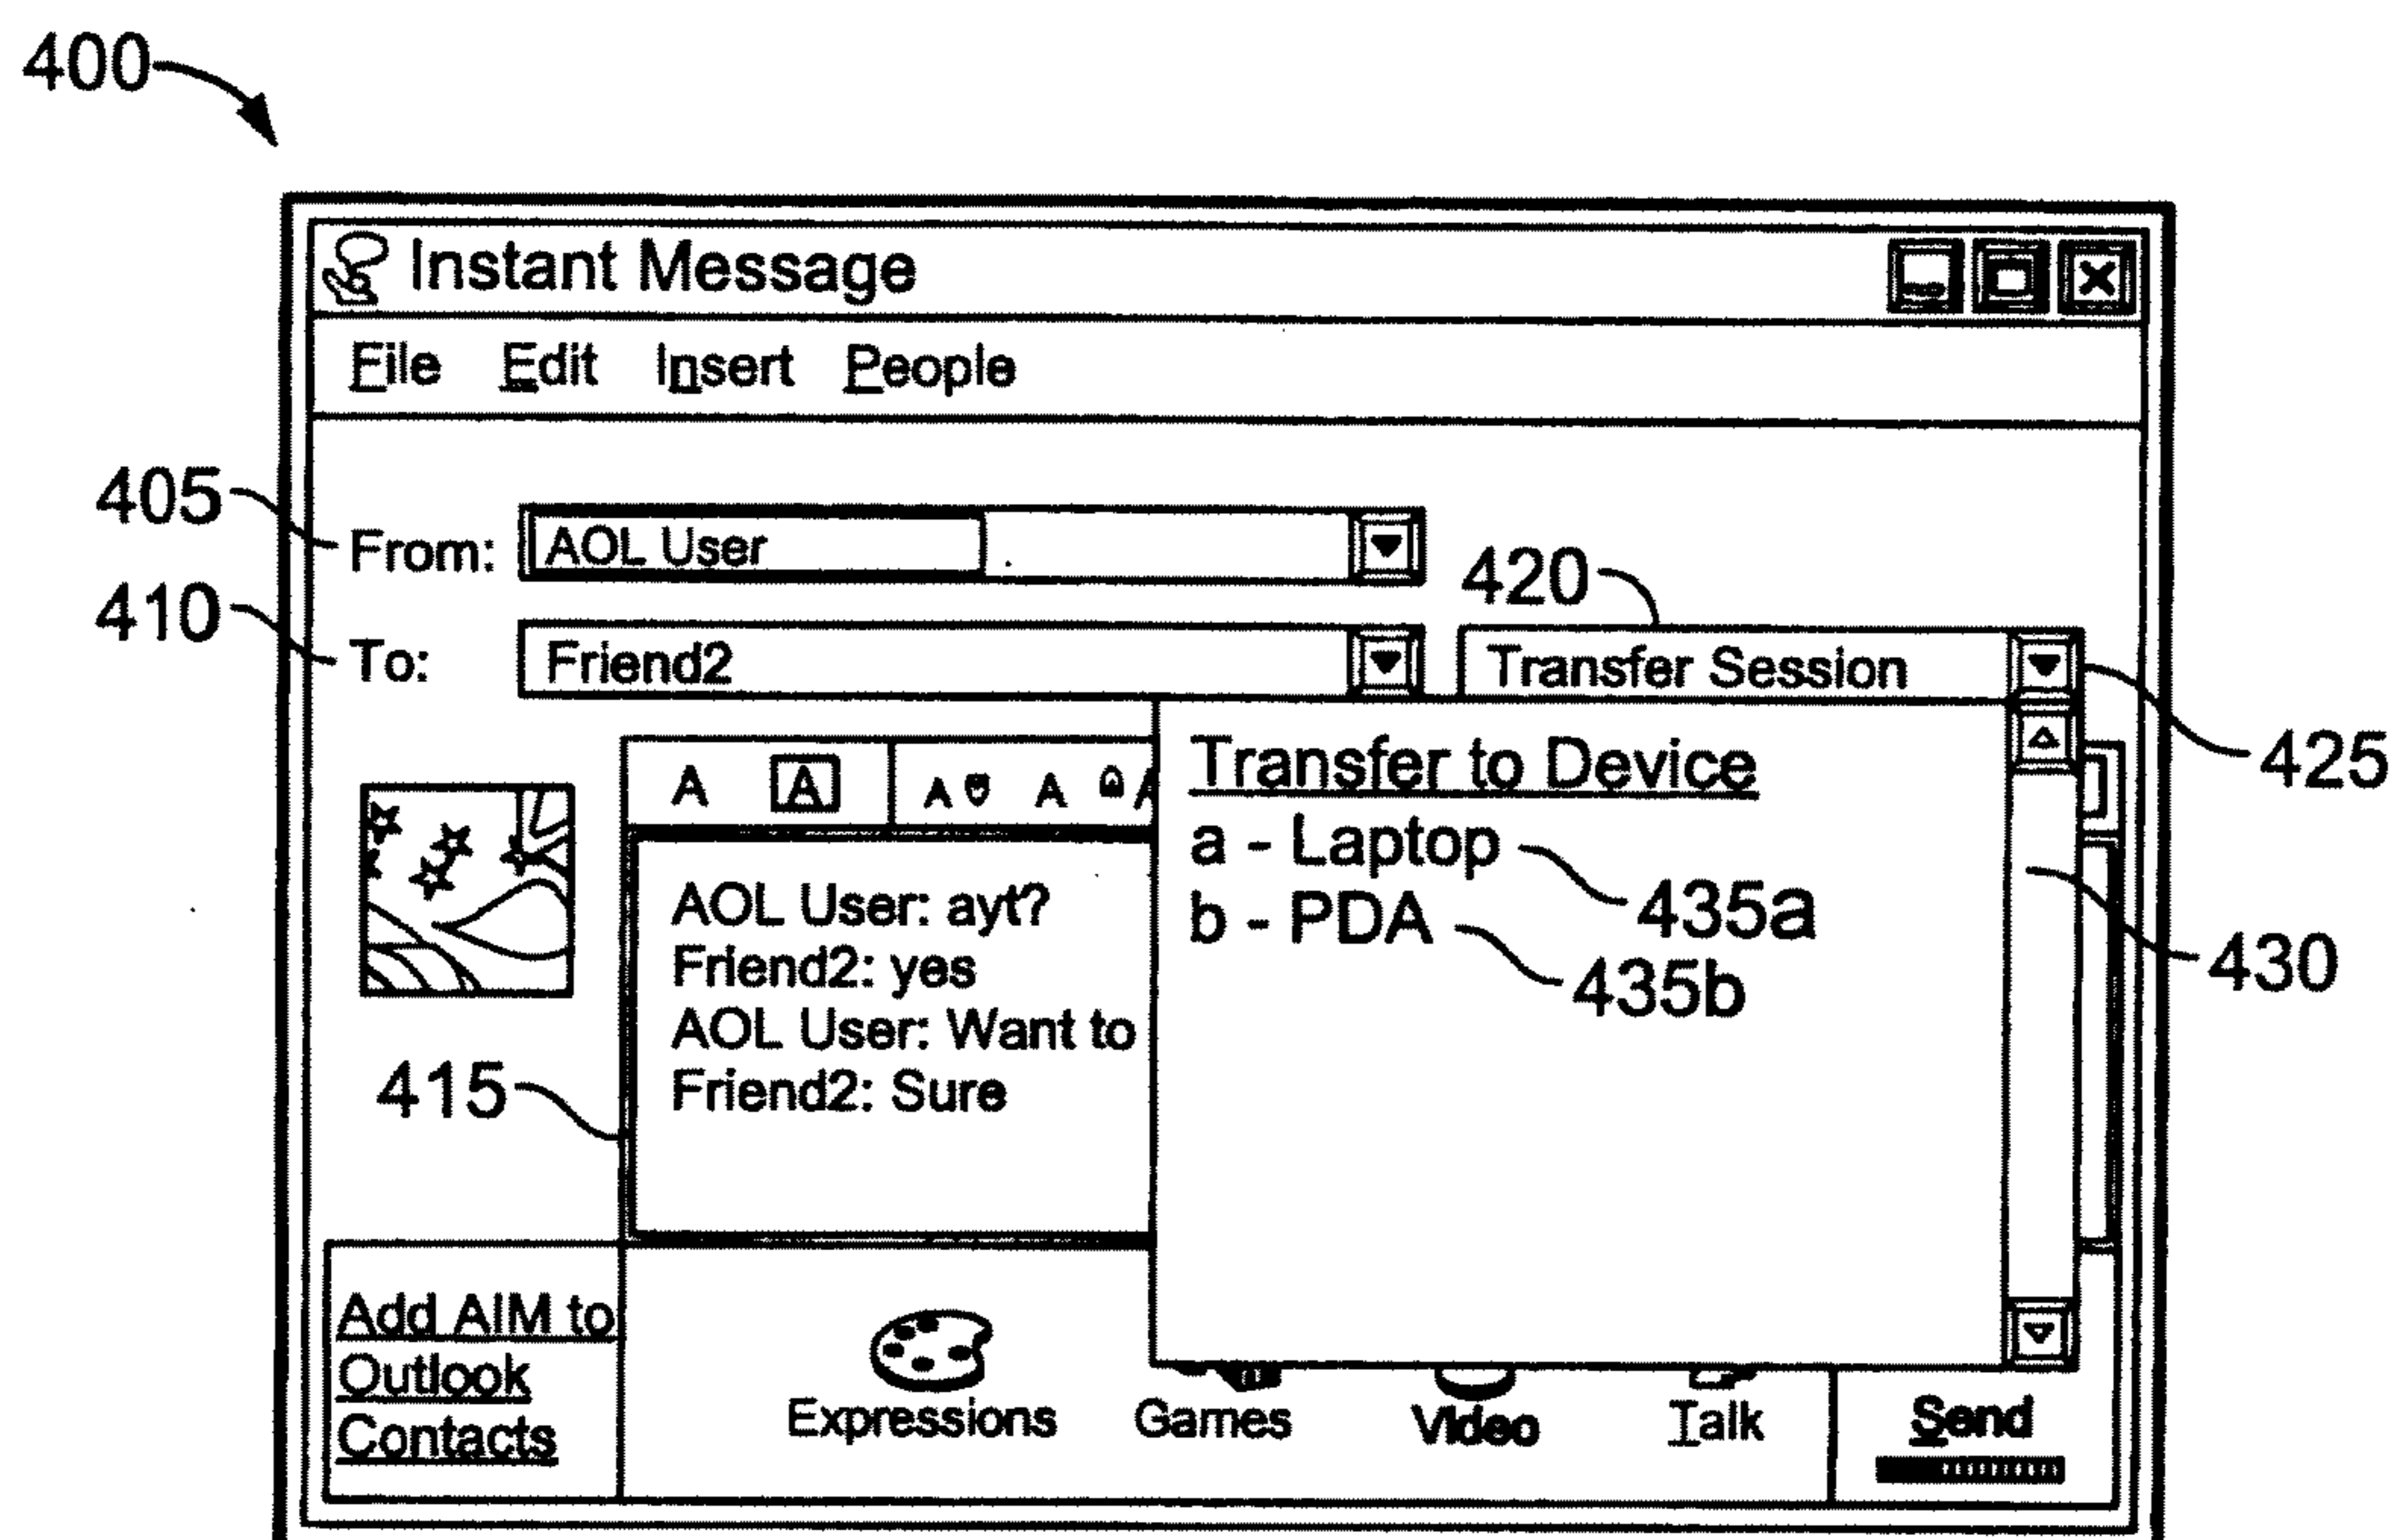 400
Instant Message
File Edit Insert People
405
From: AOL User
410
To: Friend2
420
Transfer Session
425
A A A A A
Transfer to Device
a - Laptop
435a
b - PDA
435b
430
AOL User: ayt?
Friend2: yes
AOL User: Want to
Friend2: Sure
415
Add AIM to
Outlook
Contacts
Expressions Games Video Talk Send